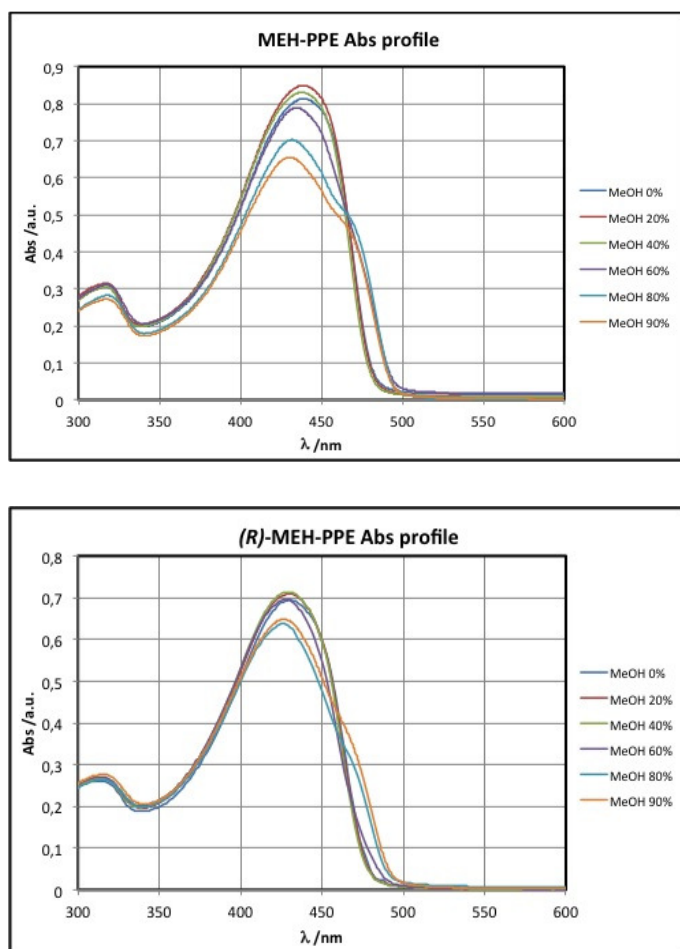 MEH-PPE Abs profile
0,9
0,8
0,7
0,6
0,5
0,4
0,3
0,2
0,1
0
Abs /a.u.
300 350 400 450 500 550 600
λ /nm
MeOH 0%
MeOH 20%
MeOH 40%
MeOH 60%
MeOH 80%
MeOH 90%
(R)-MEH-PPE Abs profile
0,8
0,7
0,6
0,5
0,4
0,3
0,2
0,1
0
Abs /a.u.
300 350 400 450 500 550 600
λ /nm
MeOH 0%
MeOH 20%
MeOH 40%
MeOH 60%
MeOH 80%
MeOH 90%